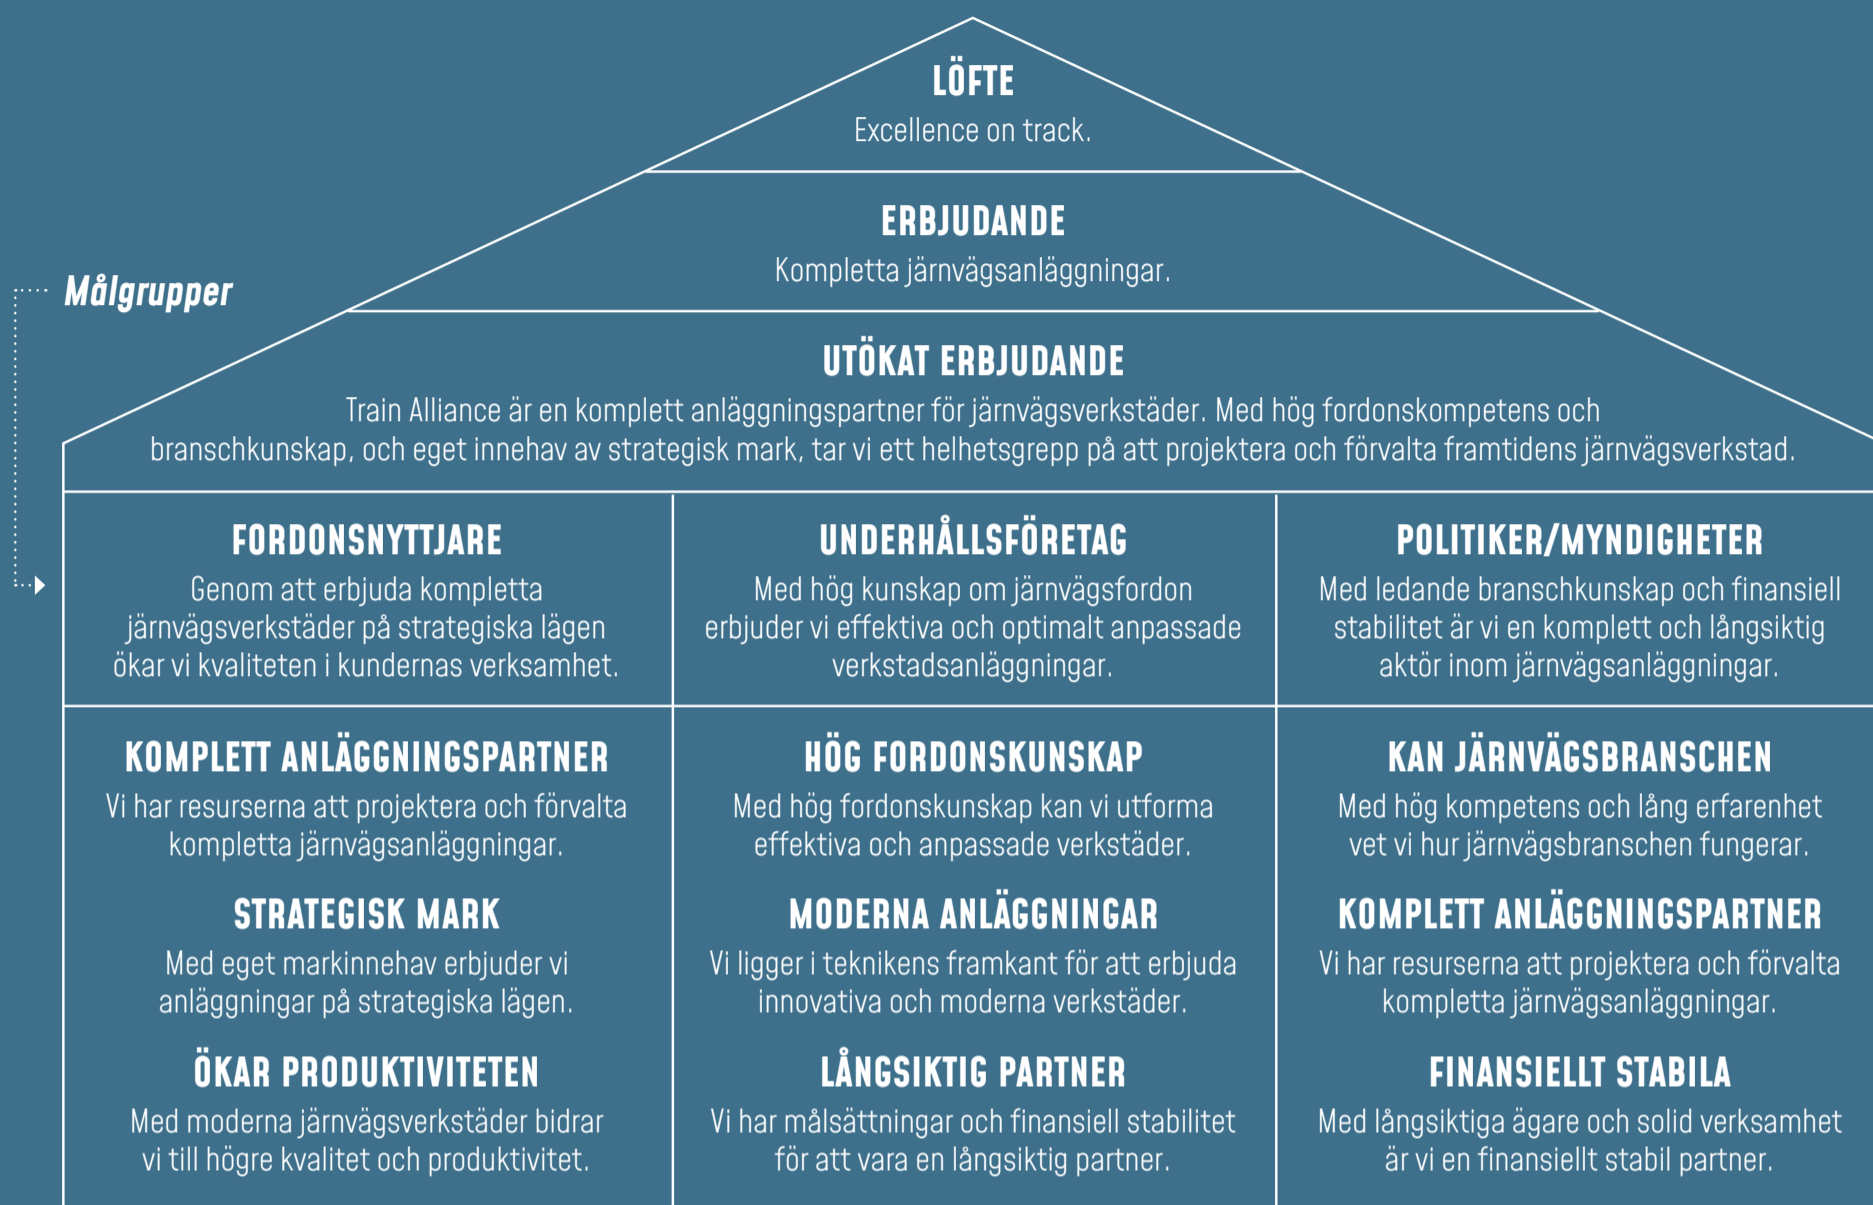 LÖFTE
Excellence on track.
ERBJUDANDE
Kompletta järnvägsanläggningar.
Målgrupper
UTÖKAT ERBJUDANDE
Train Alliance är en komplett anläggningspartner för järnvägsverkstäder. Med hög fordonskompetens och
branschkunskap, och eget innehav av strategisk mark, tar vi ett helhetsgrepp på att projektera och förvalta framtidens järnvägsverkstad.
FORDONSNYTTJARE
Genom att erbjuda kompletta
järnvägsverkstäder på strategiska lägen
ökar vi kvaliteten i kundernas verksamhet.
UNDERHÅLLSFÖRETAG
Med hög kunskap om järnvägsfordon
erbjuder vi effektiva och optimalt anpassade
verkstadsanläggningar.
POLITIKER/MYNDIGHETER
Med ledande branschkunskap och finansiell
stabilitet är vi en komplett och långsiktig
aktör inom järnvägsanläggningar.
KOMPLETT ANLÄGGNINGSPARTNER
Vi har resurserna att projektera och förvalta
kompletta järnvägsanläggningar.
STRATEGISK MARK
Med eget markinnehav erbjuder vi
anläggningar på strategiska lägen.
ÖKAR PRODUKTIVITETEN
Med moderna järnvägsverkstäder bidrar
vi till högre kvalitet och produktivitet.
HÖG FORDONSKUNSKAP
Med hög fordonskunskap kan vi utforma
effektiva och anpassade verkstäder.
MODERNA ANLÄGGNINGAR
Vi ligger i teknikens framkant för att erbjuda
innovativa och moderna verkstäder.
LÅNGSIKTIG PARTNER
Vi har målsättningar och finansiell stabilitet
för att vara en långsiktig partner.
KAN JÄRNVÄGSBRANSCHEN
Med hög kompetens och lång erfarenhet
vet vi hur järnvägsbranschen fungerar.
KOMPLETT ANLÄGGNINGSPARTNER
Vi har resurserna att projektera och förvalta
kompletta järnvägsanläggningar.
FINANSIELLT STABILA
Med långsiktiga ägare och solid verksamhet
är vi en finansiellt stabil partner.